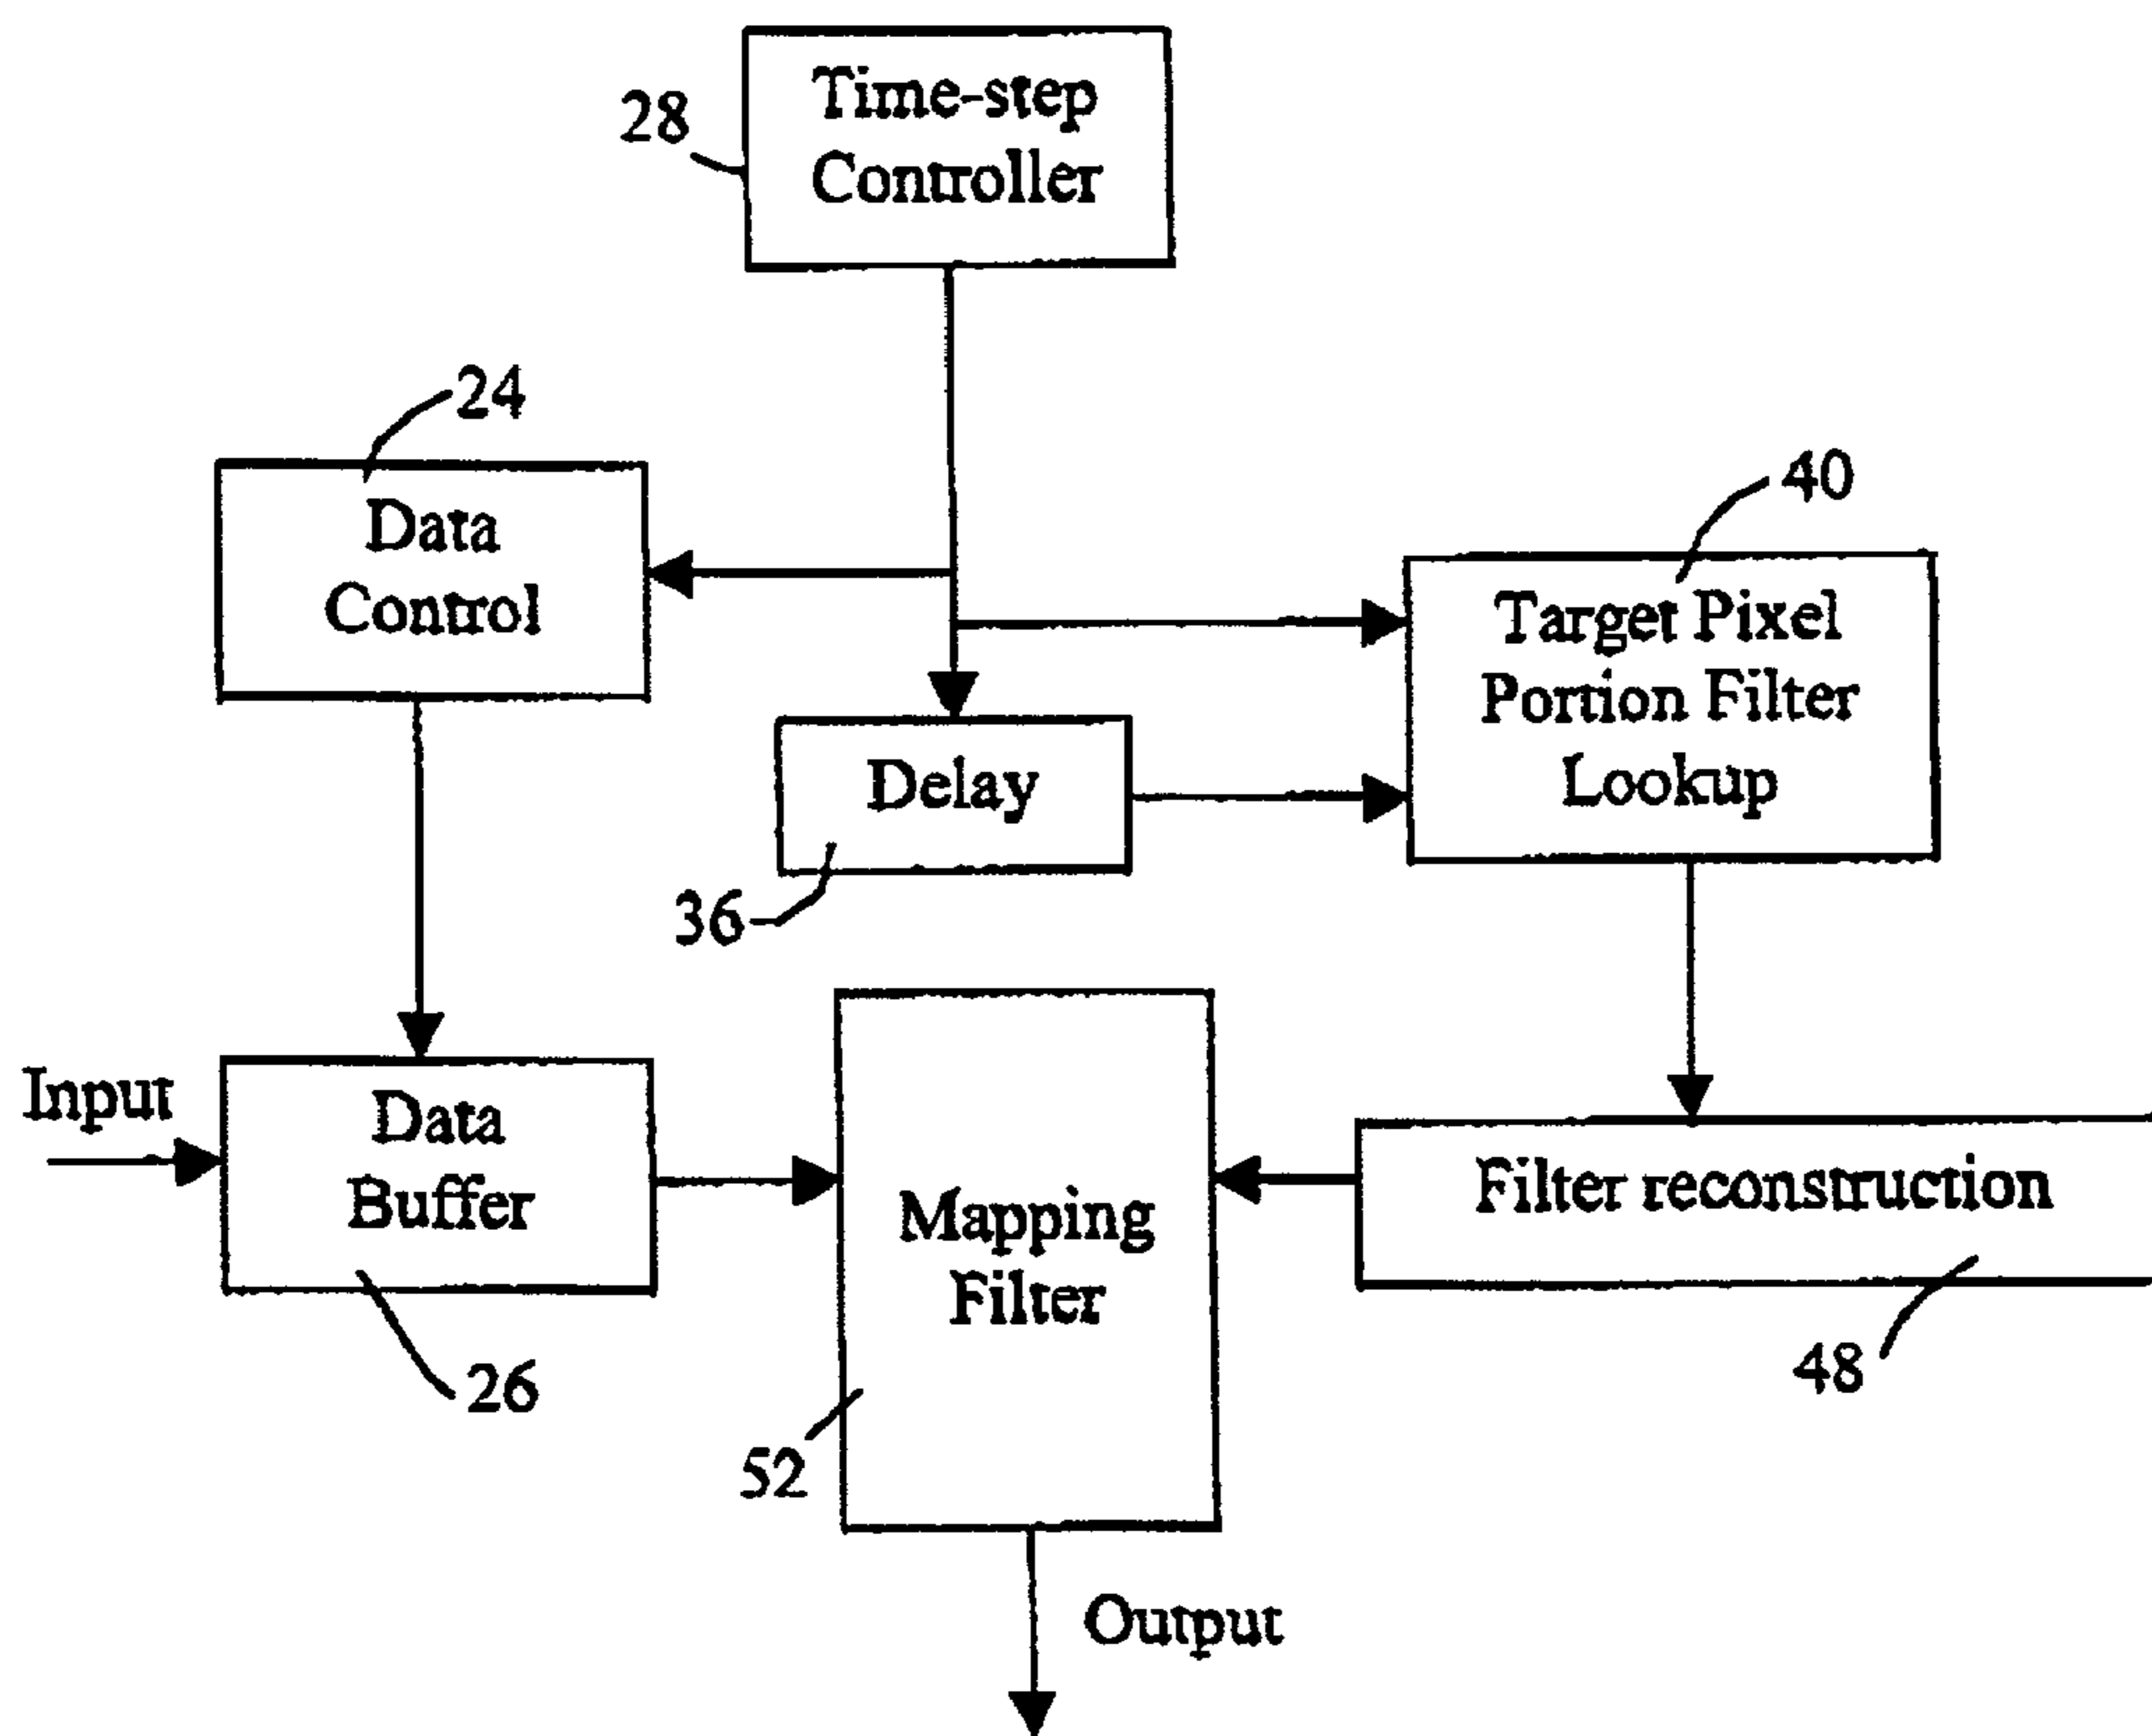 Time-step
Controller
28
24
Data
Control
40
Target Pixel
Portion Filter
Lookup
Delay
36
Input
Data
Buffer
26
Mapping
Filter
52
Filter reconstruction
48
Output